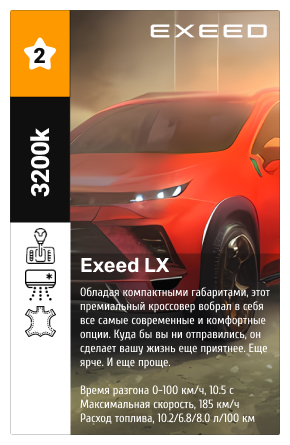 EXEED
2
3200k
Exeed LX
Обладая компактными габаритами, этот
премиальный кроссовер вобрал в себя
все самые современные и комфортные
опции. Куда бы вы ни отправились, он
сделает вашу жизнь еще приятнее. Еще
ярче. И еще проще.
Время разгона 0-100 км/ч, 10.5 с
Максимальная скорость, 185 км/ч
Расход топлива, 10.2/6.8/8.0 л/100 км